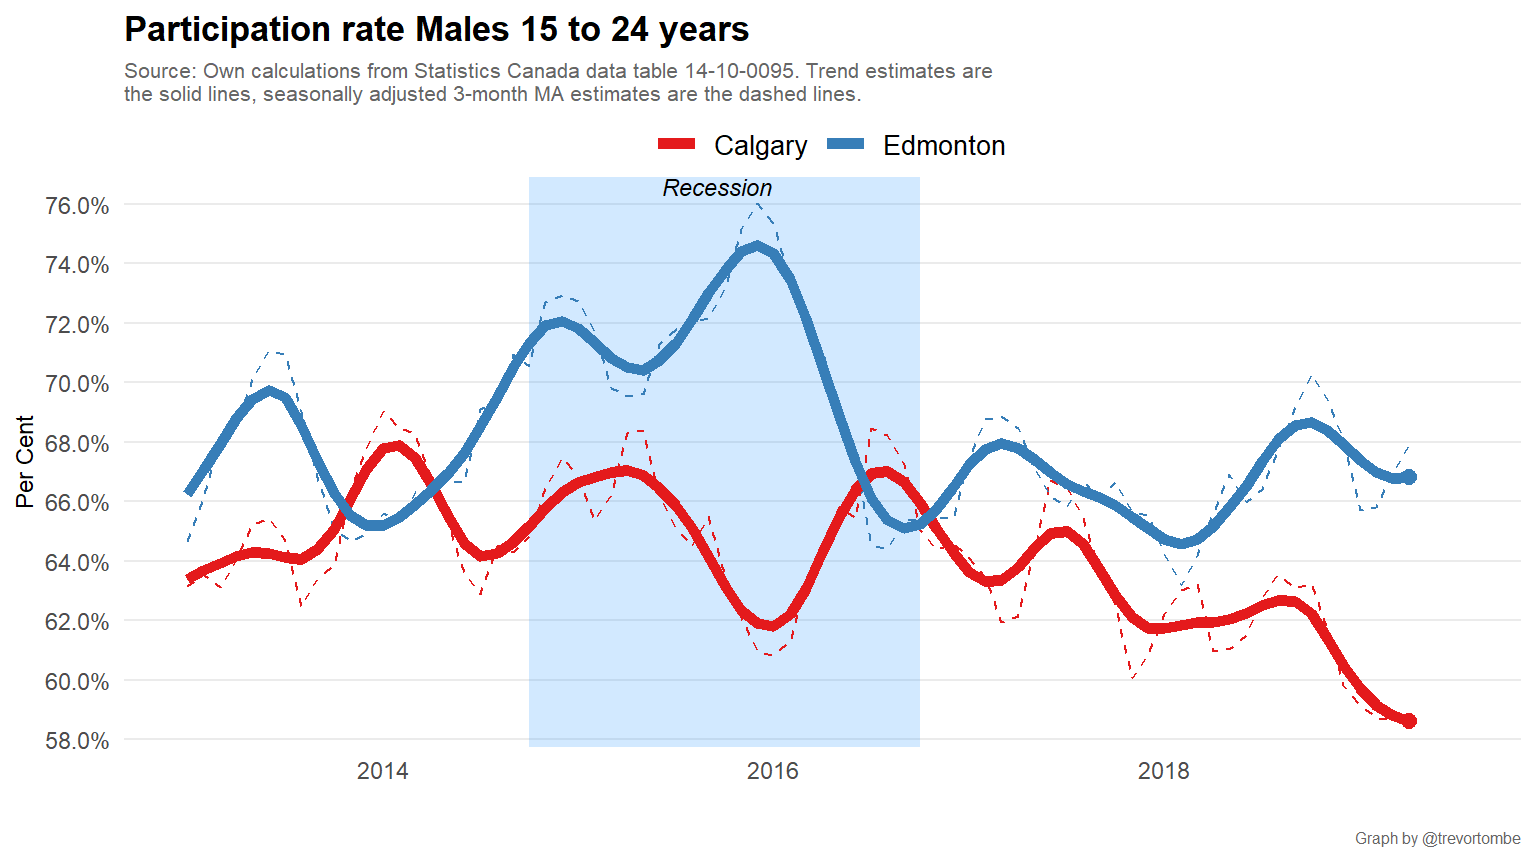 Participation rate Males 15 to 24 years
Source: Own calculations from Statistics Canada data table 14-10-0095. Trend estimates are
the solid lines, seasonally adjusted 3-month MA estimates are the dashed lines.
Calgary Edmonton
Recession
76.0%
74.0%
72.0%
70.0%
68.0%
66.0%
64.0%
62.0%
60.0%
58.0%
Per Cent
2014 2016 2018
Graph by @trevortombe